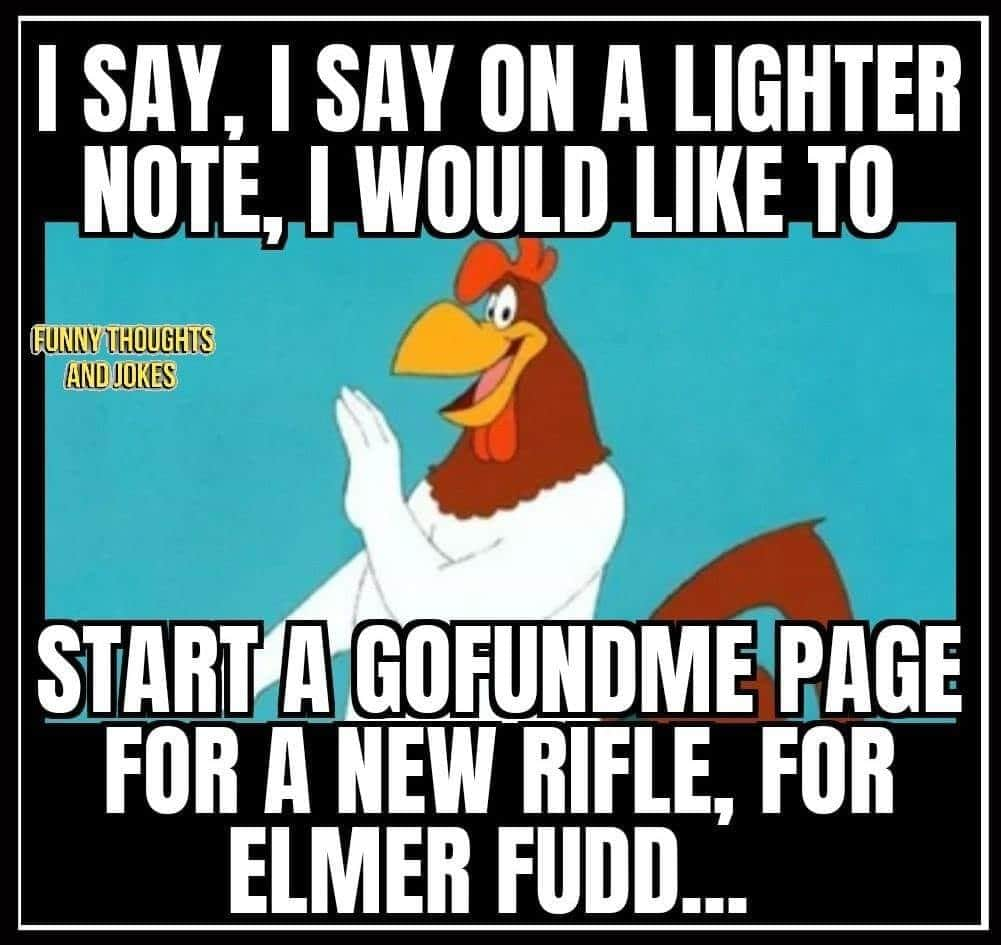 I SAY, I SAY ON A LIGHTER
NOTE, I WOULD LIKE TO
FUNNY THOUGHTS
AND JOKES
START A GOFUNDME PAGE
FOR A NEW RIFLE, FOR
ELMER FUDD...